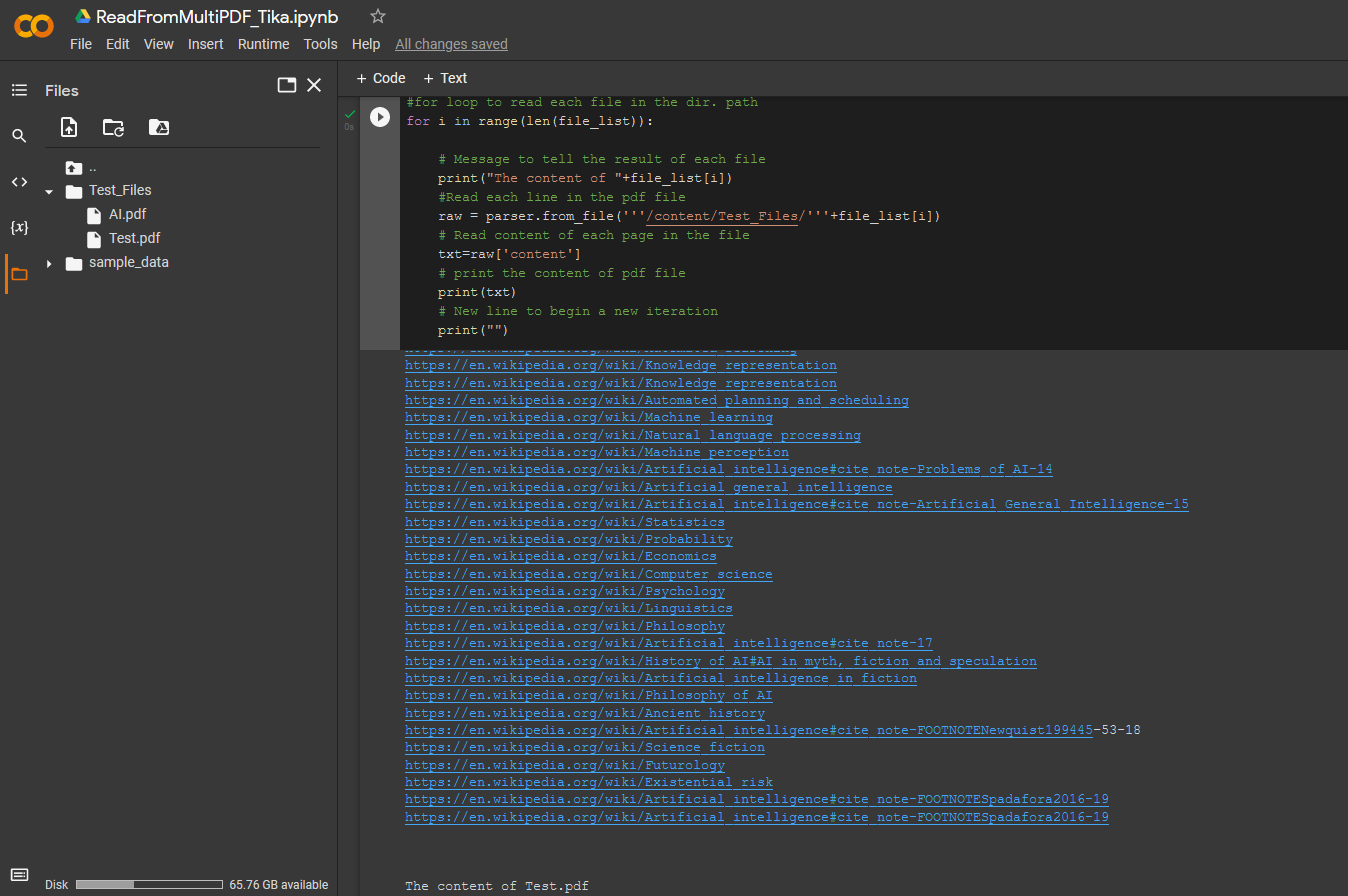 ReadFromMultiPDF_Tika.ipynb
File Edit View Insert Runtime Tools Help All changes saved
Files
..
Test_Files
AI.pdf
Test.pdf
sample_data
{x}
Disk 65.76 GB available
+ Code + Text
0s
#for loop to read each file in the dir. path
for i in range(len(file_list)):
# Message to tell the result of each file
print("The content of "+file_list[i])
#Read each line in the pdf file
raw = parser.from_file('''/content/Test_Files/'''+file_list[i])
# Read content of each page in the file
txt=raw['content']
# print the content of pdf file
print(txt)
# New line to begin a new iteration
print("")
https://en.wikipedia.org/wiki/Automated_reasoning
https://en.wikipedia.org/wiki/Knowledge_representation
https://en.wikipedia.org/wiki/Knowledge_representation
https://en.wikipedia.org/wiki/Automated_planning_and_scheduling
https://en.wikipedia.org/wiki/Machine_learning
https://en.wikipedia.org/wiki/Natural_language_processing
https://en.wikipedia.org/wiki/Machine_perception
https://en.wikipedia.org/wiki/Artificial_intelligence#cite_note-Problems_of_AI-14
https://en.wikipedia.org/wiki/Artificial_general_intelligence
https://en.wikipedia.org/wiki/Artificial_intelligence#cite_note-Artificial_General_Intelligence-15
https://en.wikipedia.org/wiki/Statistics
https://en.wikipedia.org/wiki/Probability
https://en.wikipedia.org/wiki/Economics
https://en.wikipedia.org/wiki/Computer_science
https://en.wikipedia.org/wiki/Psychology
https://en.wikipedia.org/wiki/Linguistics
https://en.wikipedia.org/wiki/Philosophy
https://en.wikipedia.org/wiki/Artificial_intelligence#cite_note-17
https://en.wikipedia.org/wiki/History_of_AI#AI_in_myth,_fiction_and_speculation
https://en.wikipedia.org/wiki/Artificial_intelligence_in_fiction
https://en.wikipedia.org/wiki/Philosophy_of_AI
https://en.wikipedia.org/wiki/Ancient_history
https://en.wikipedia.org/wiki/Artificial_intelligence#cite_note-FOOTNOTENewquist199445-53-18
https://en.wikipedia.org/wiki/Science_fiction
https://en.wikipedia.org/wiki/Futurology
https://en.wikipedia.org/wiki/Existential_risk
https://en.wikipedia.org/wiki/Artificial_intelligence#cite_note-FOOTNOTESpadafora2016-19
https://en.wikipedia.org/wiki/Artificial_intelligence#cite_note-FOOTNOTESpadafora2016-19
The content of Test.pdf